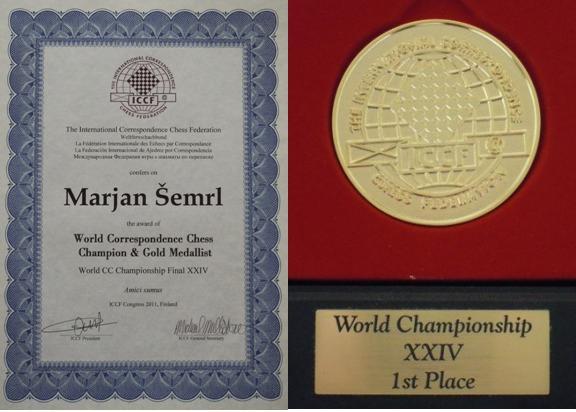 THE INTERNATIONAL CORRESPONDENCE
ICCF
CHESS FEDERATION
The International Correspondence Chess Federation
Weltfernschachbund
La Fédération Internationale des Echecs par Correspondance
La Federación Internacional de Ajedrez por Correspondencia
Международная Федерация игры в шахматы по переписке
confers on
Marjan Šemrl
the award of
World Correspondence Chess
Champion & Gold Medallist
World CC Championship Final XXIV
Amici sumus
ICCF Congress 2011, Finland
ICCF President
ICCF General Secretary
THE INTERNATIONAL CORRESPONDENCE
ICCF
CHESS FEDERATION
World Championship
XXIV
1st Place